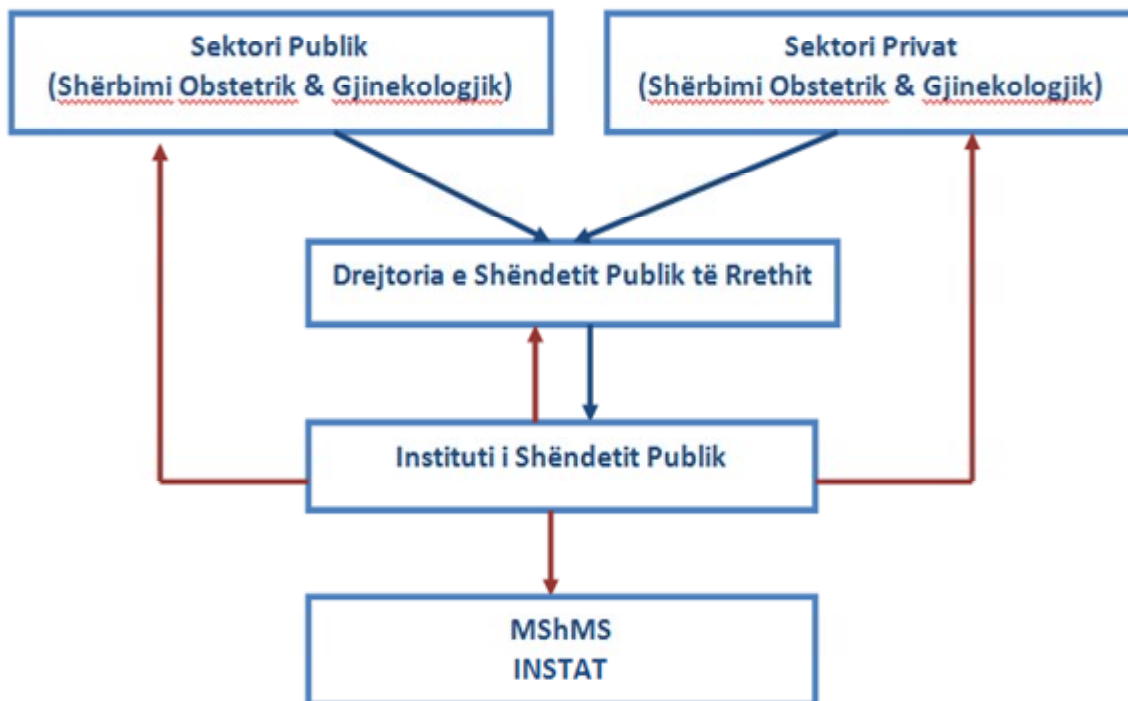 Sektori Publik
(Shërbimi Obstetrik & Gjinekologjik)
Sektori Privat
(Shërbimi Obstetrik & Gjinekologjik)
Drejtoria e Shëndetit Publik të Rrethit
Instituti i Shëndetit Publik
MShMS
INSTAT